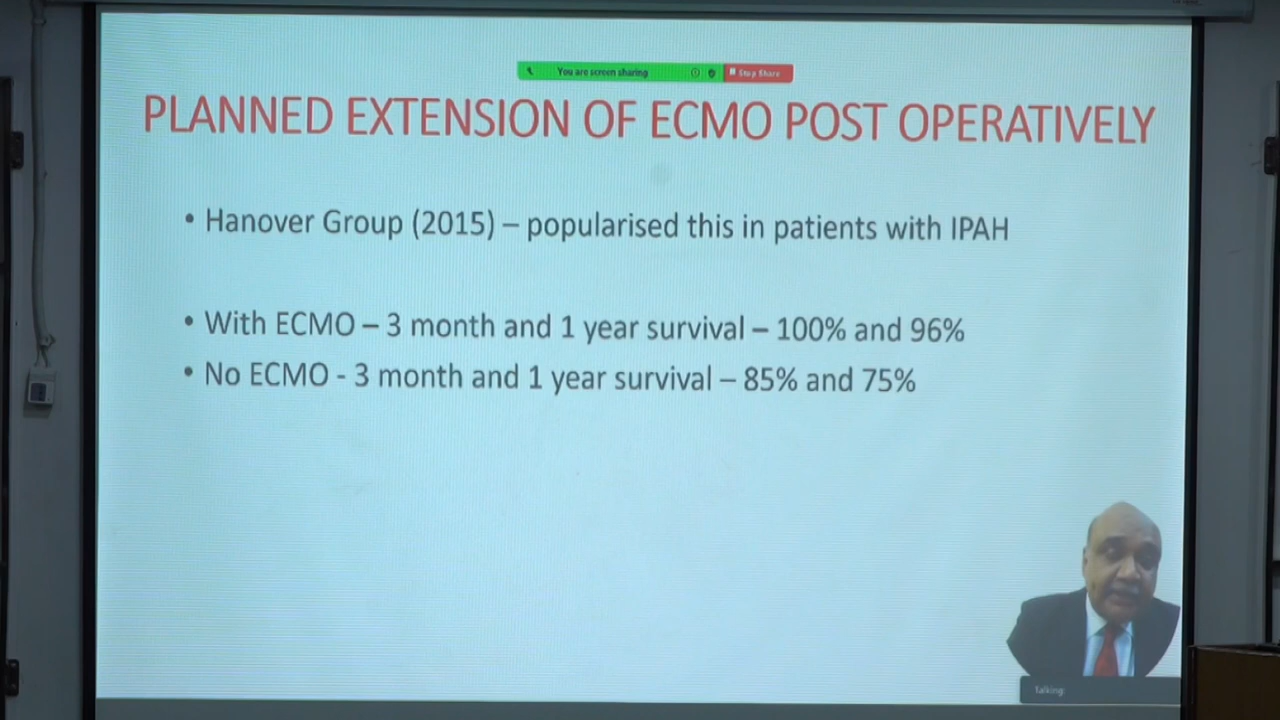 You are screen sharing
Stop Share
PLANNED EXTENSION OF ECMO POST OPERATIVELY
• Hanover Group (2015) – popularised this in patients with IPAH
• With ECMO – 3 month and 1 year survival – 100% and 96%
• No ECMO - 3 month and 1 year survival – 85% and 75%
Talking: